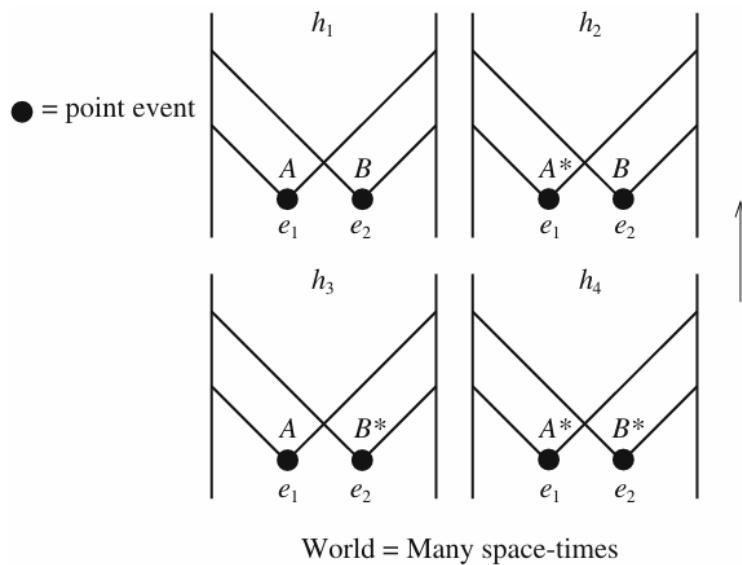 h₁ h₂
● = point event
A B A* B
e₁ e₂ e₁ e₂
h₃ h₄
A B* A* B*
e₁ e₂ e₁ e₂
World = Many space-times